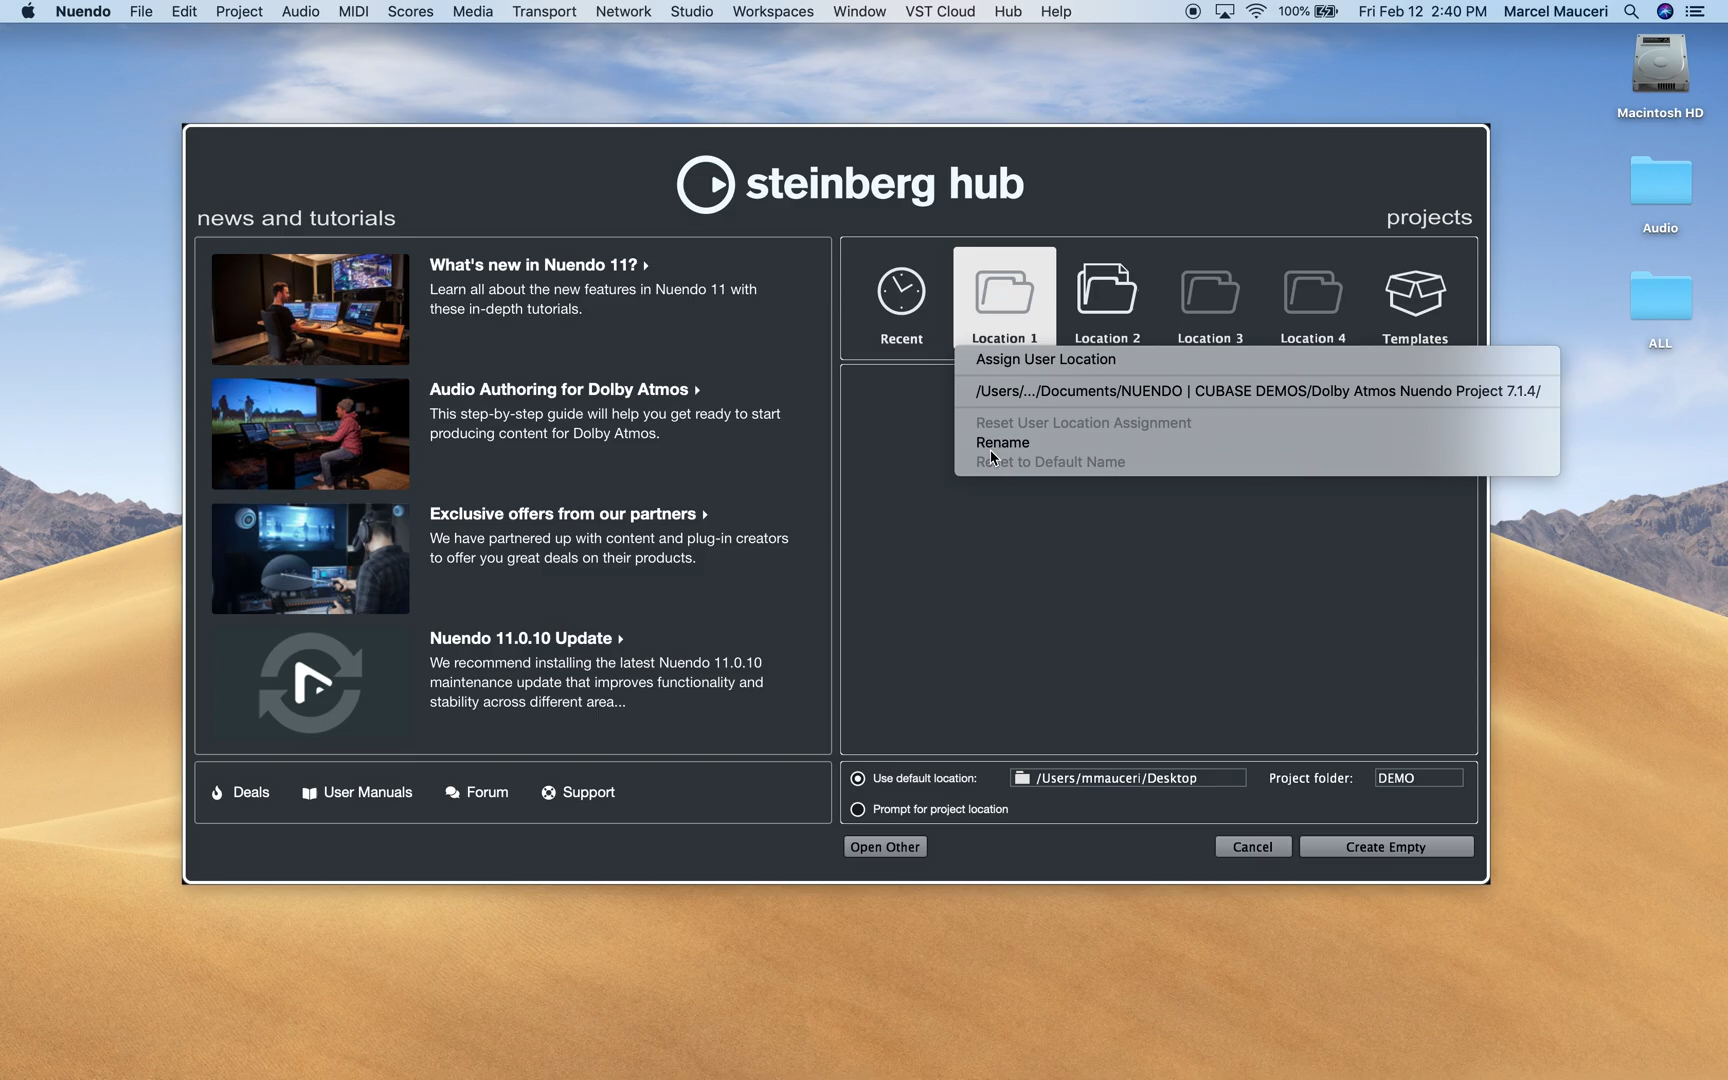 Nuendo File Edit Project Audio MIDI Scores Media Transport Network Studio Workspaces Window VST Cloud Hub Help 100% Fri Feb 12 2:40 PM Marcel Mauceri
Macintosh HD
Audio
ALL
steinberg hub
news and tutorials
projects
What's new in Nuendo 11?
Learn all about the new features in Nuendo 11 with
these in-depth tutorials.
Audio Authoring for Dolby Atmos
This step-by-step guide will help you get ready to start
producing content for Dolby Atmos.
Exclusive offers from our partners
We have partnered up with content and plug-in creators
to offer you great deals on their products.
Nuendo 11.0.10 Update
We recommend installing the latest Nuendo 11.0.10
maintenance update that improves functionality and
stability across different area...
Deals User Manuals Forum Support
Recent Location 1 Location 2 Location 3 Location 4 Templates
Assign User Location
/Users/.../Documents/NUENDO | CUBASE DEMOS/Dolby Atmos Nuendo Project 7.1.4/
Reset User Location Assignment
Rename
Reset to Default Name
Use default location: /Users/mmauceri/Desktop Project folder: DEMO
Prompt for project location
Open Other Cancel Create Empty